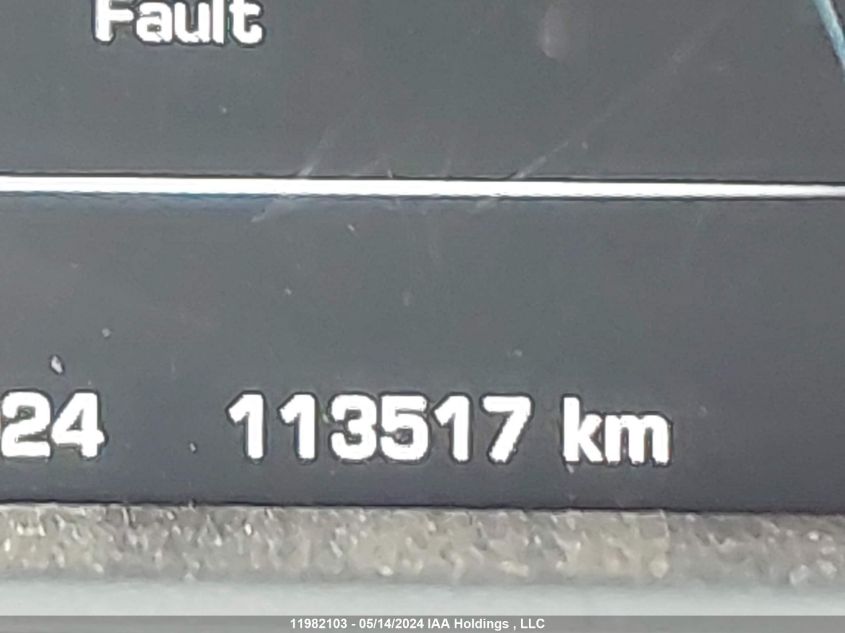 Fault
24 113517 km
11982103 - 05/14/2024 IAA Holdings , LLC